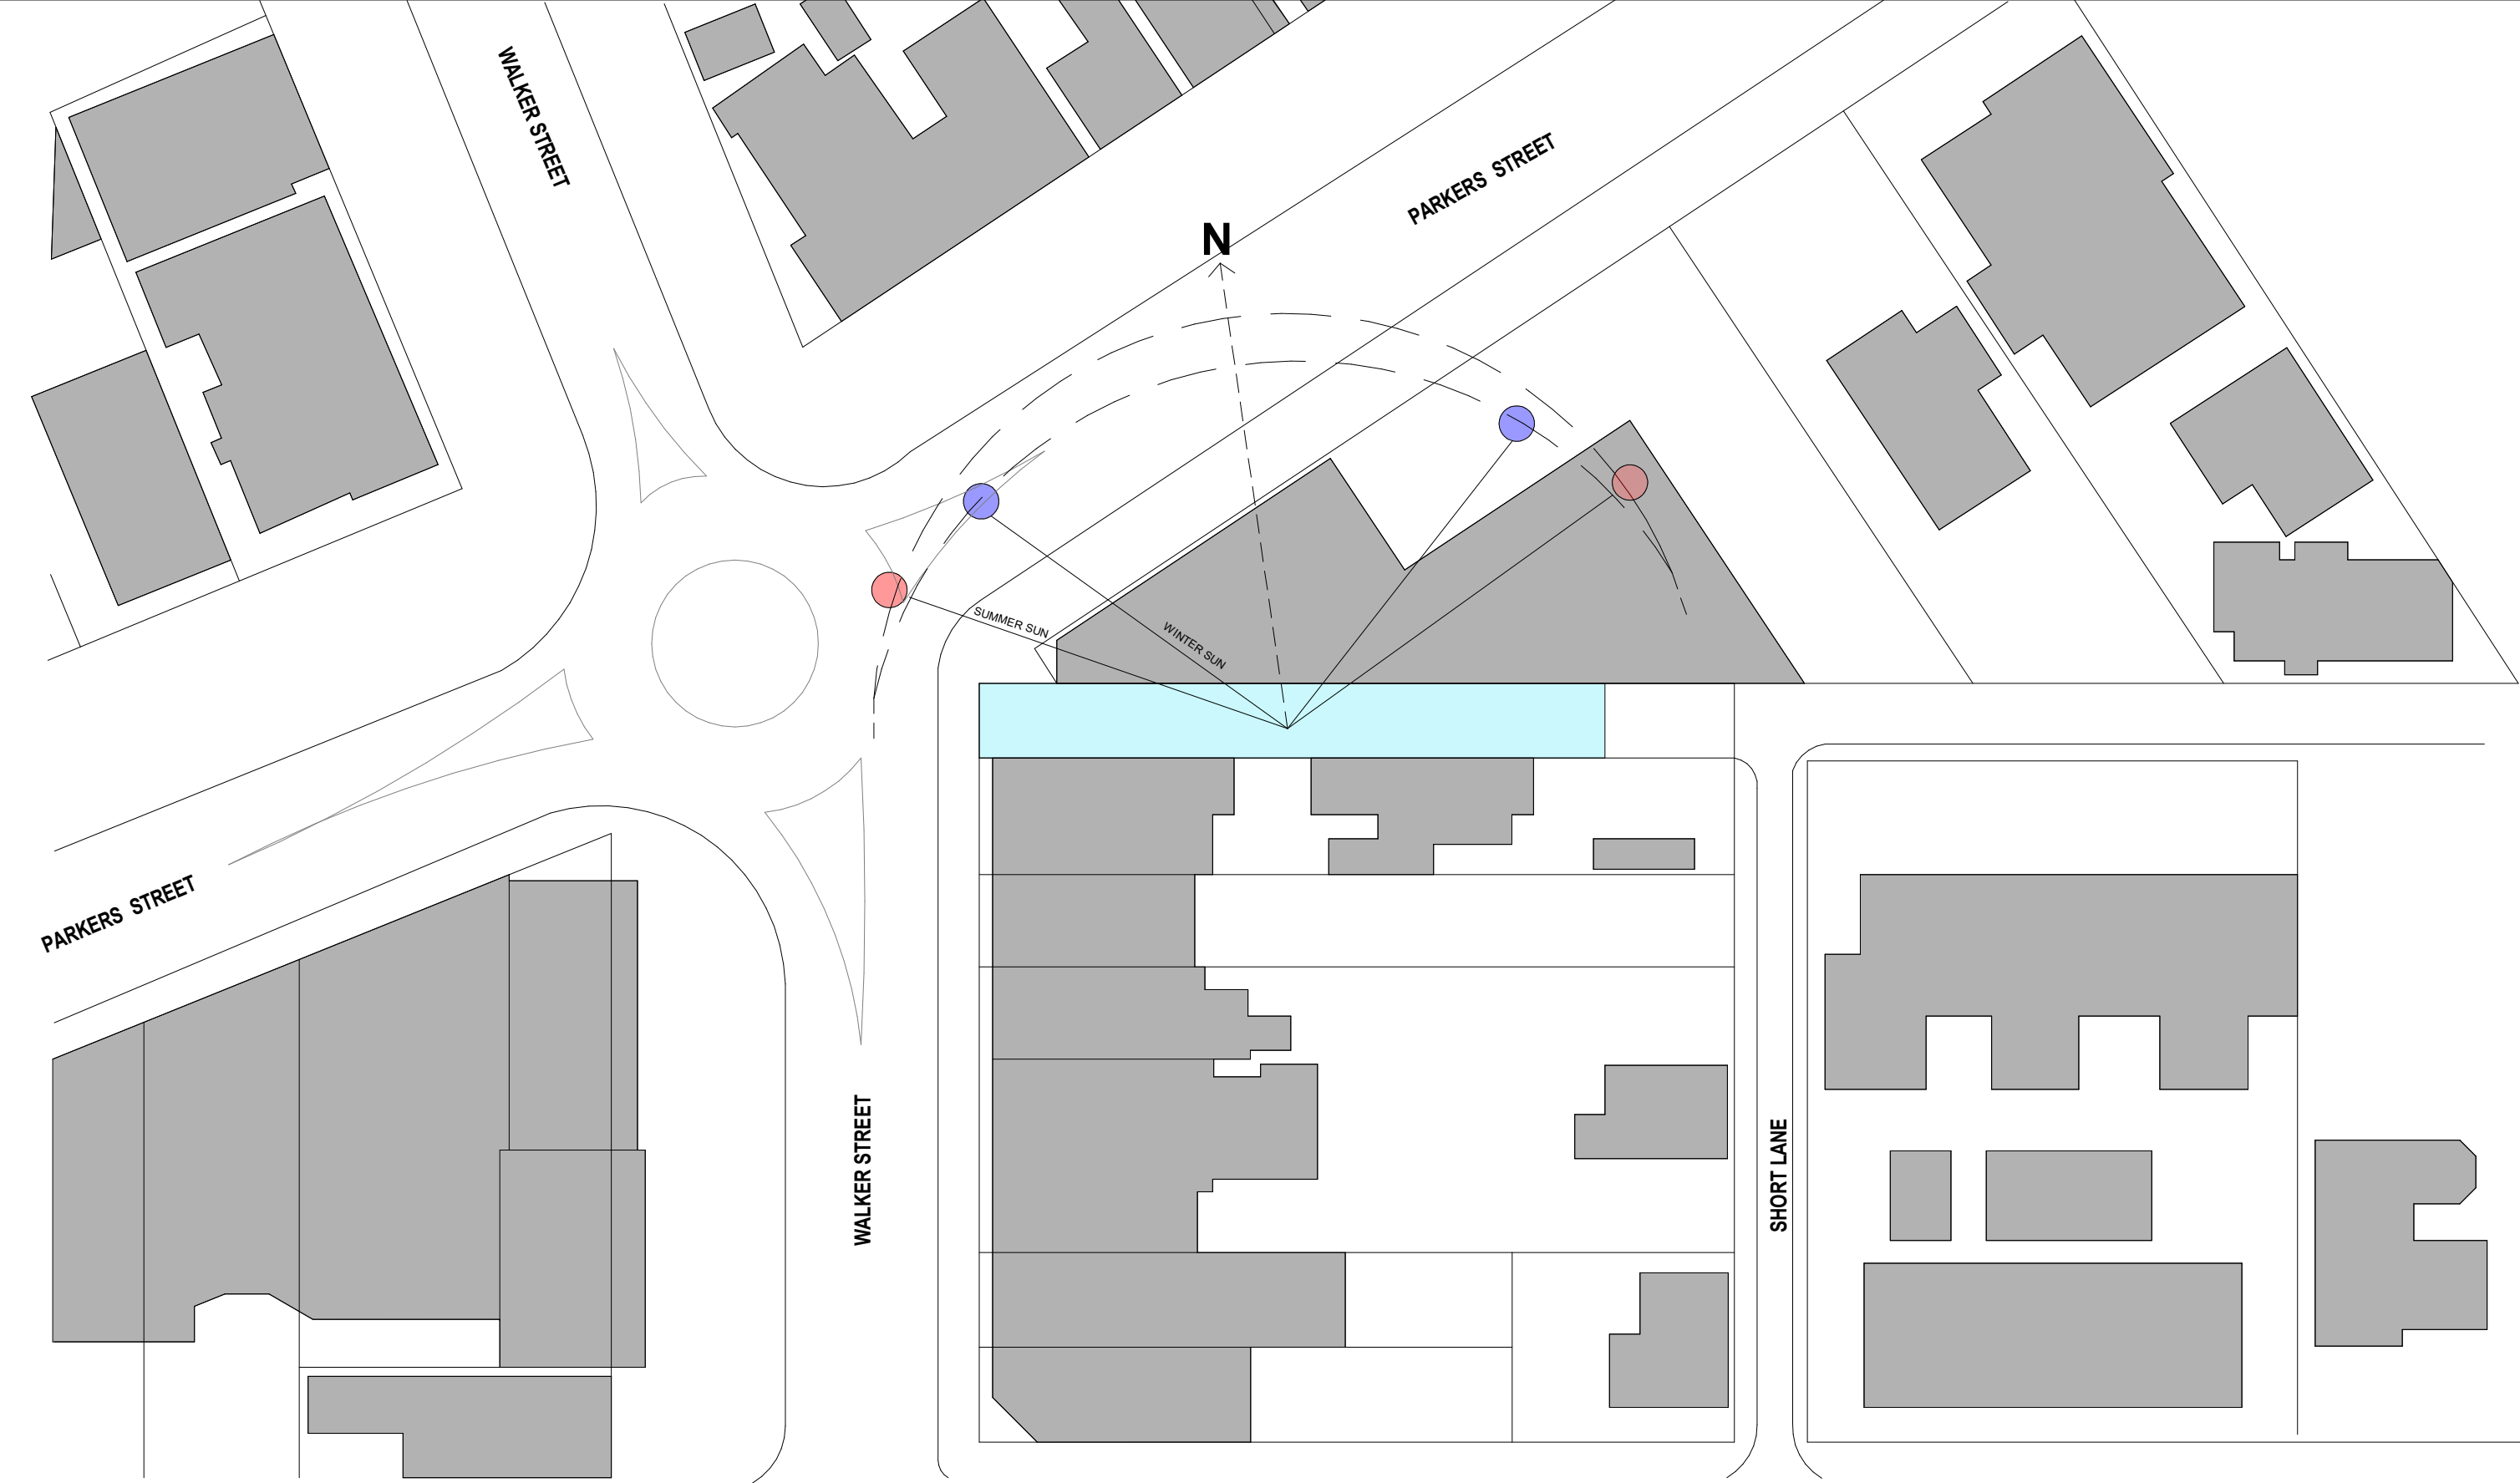 WALKER STREET
PARKERS STREET
N
SUMMER SUN
WINTER SUN
PARKERS STREET
WALKER STREET
SHORT LANE